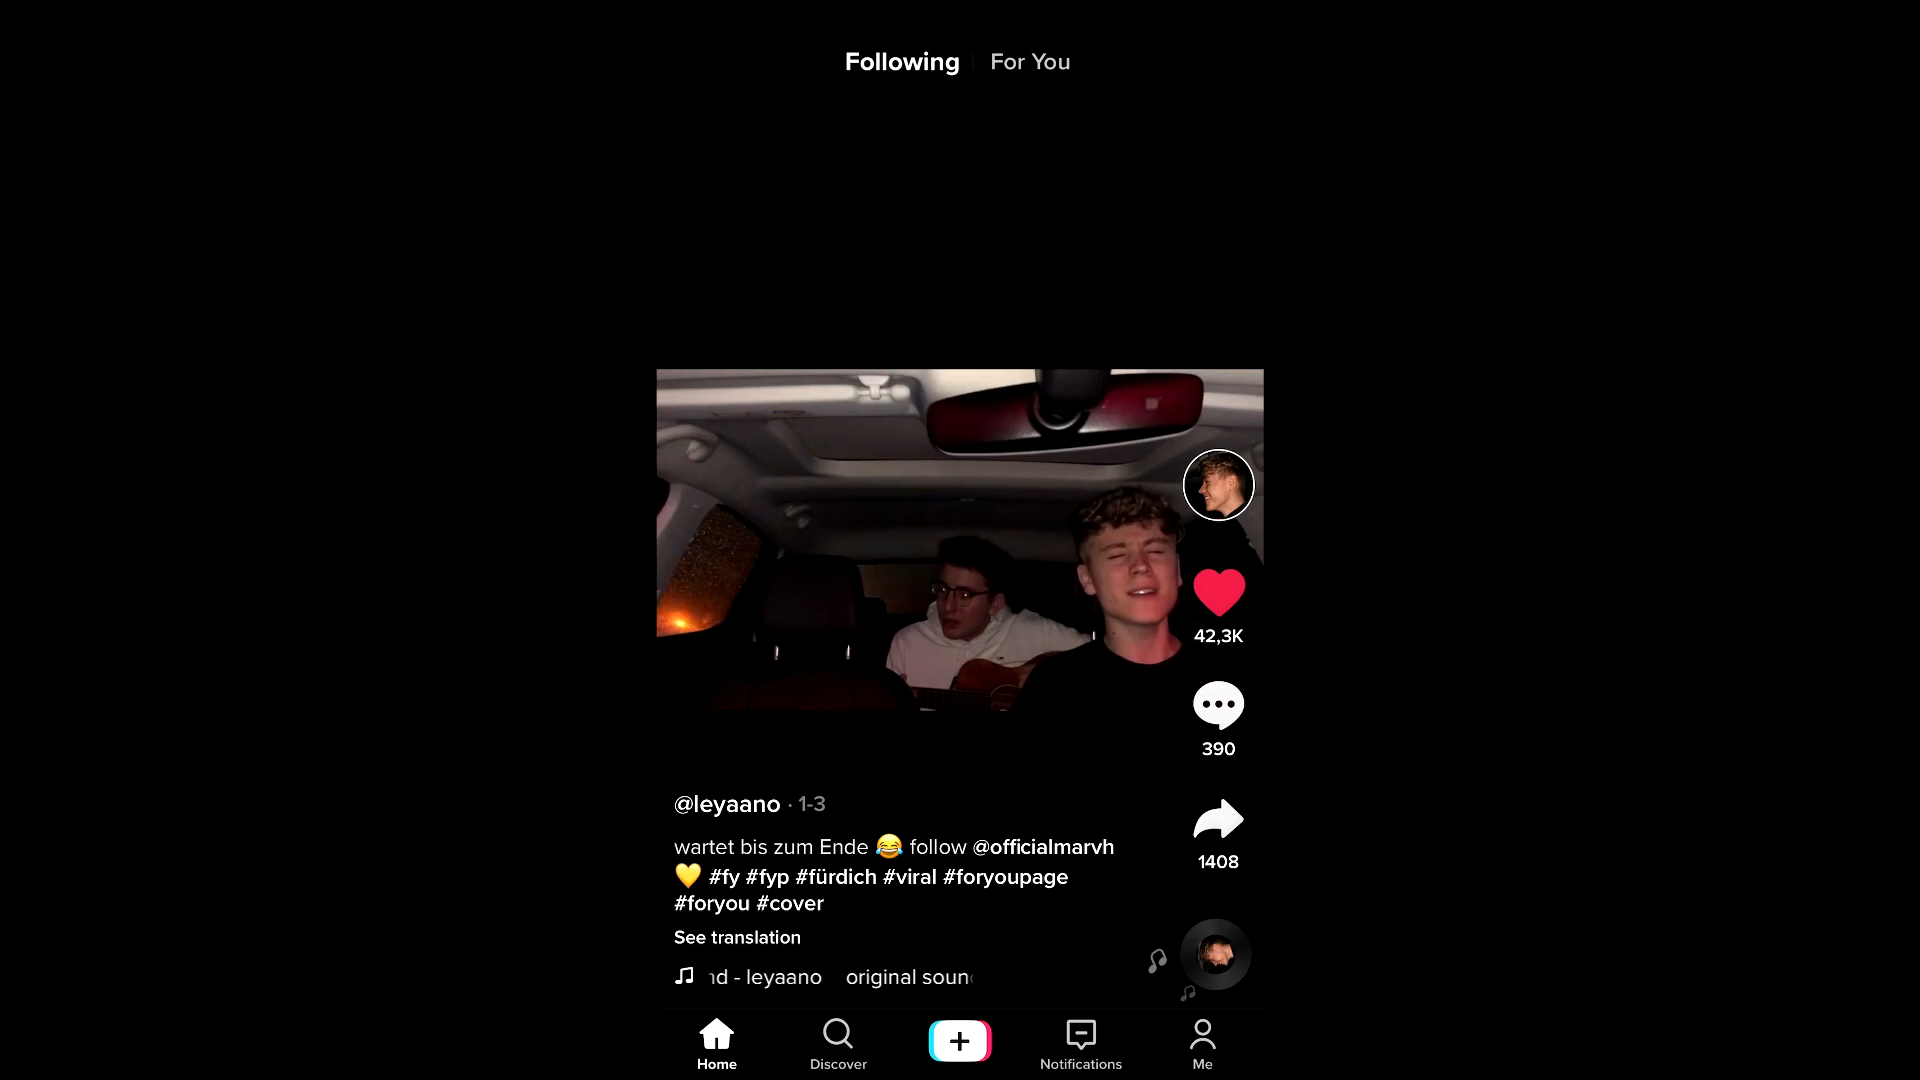 Following For You
42,3K
390
1408
@leyaano · 1-3
wartet bis zum Ende 😂 follow @officialmarvh
💛 #fy #fyp #fürdich #viral #foryoupage
#foryou #cover
See translation
nd - leyaano original soun
Home Discover Notifications Me